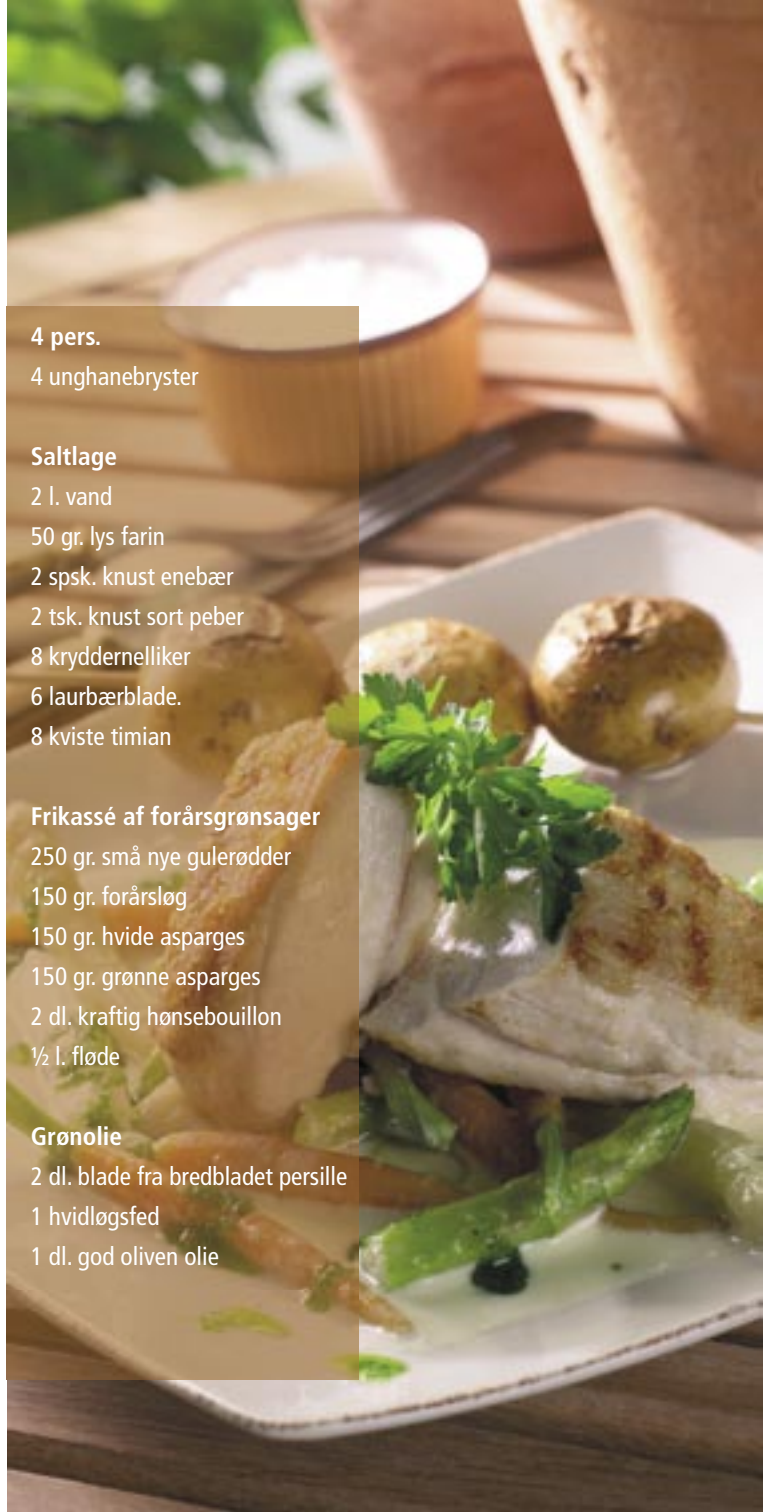 4 pers.
4 unghanebryster
Saltlage
2 l. vand
50 gr. lys farin
2 spsk. knust enebær
2 tsk. knust sort peber
8 kryddernelliker
6 laurbærblade.
8 kviste timian
Frikassé af forårsgrønsager
250 gr. små nye gulerødder
150 gr. forårsløg
150 gr. hvide asparges
150 gr. grønne asparges
2 dl. kraftig hønsebouillon
½ l. fløde
Grønolie
2 dl. blade fra bredbladet persille
1 hvidløgsfed
1 dl. god oliven olie